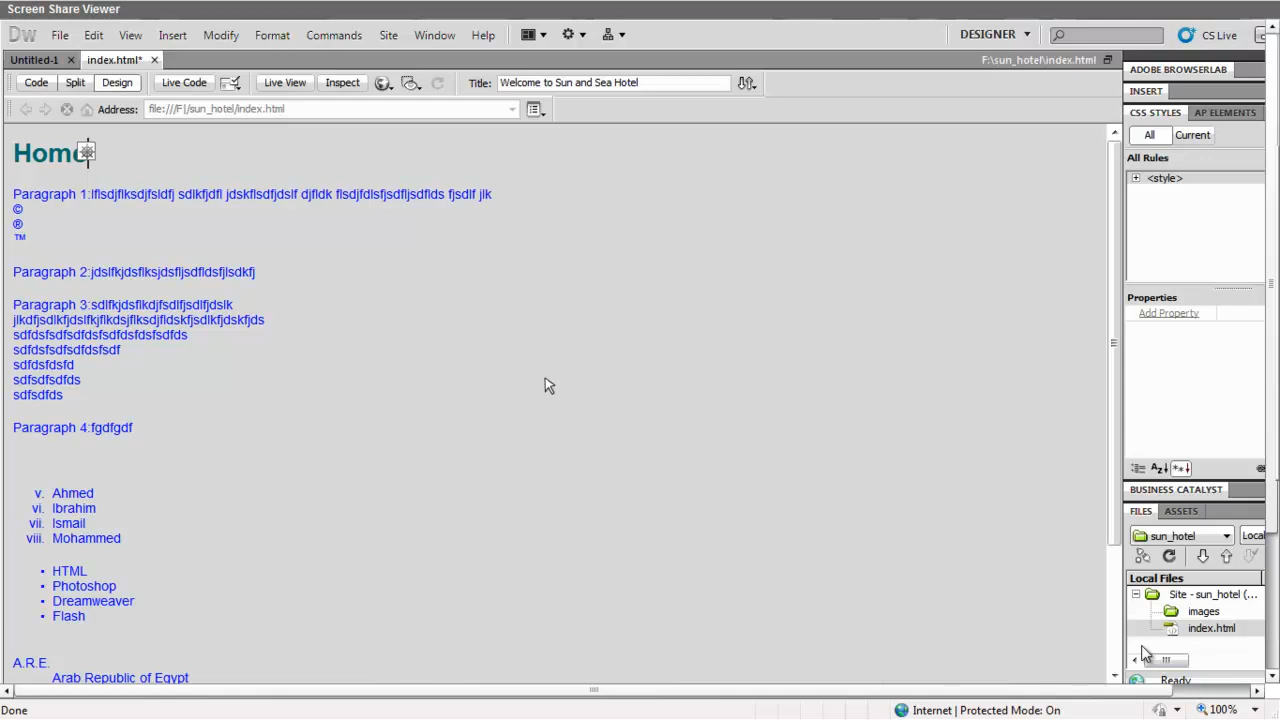 Screen Share Viewer
Dw File Edit View Insert Modify Format Commands Site Window Help DESIGNER CS Live
Untitled-1 index.html* F:\sun_hotel\index.html
Code Split Design Live Code Live View Inspect Title: Welcome to Sun and Sea Hotel
Address: file:///F|/sun_hotel/index.html
Home
Paragraph 1:lflsdjflksdjfsldfj sdlkfjdfl jdskflsdfjdslf djfldk flsdjfdlsfjsdfljsdflds fjsdlf jlk
©
®
™
Paragraph 2:jdslfkjdsflksjdsfljsdfldsfjlsdkfj
Paragraph 3:sdlfkjdsflkdjfsdlfjsdlfjdslk
jlkdfjsdlkfjdslfkjflkdsjflksdjfldskfjsdlkfjdskfjds
sdfdsfsdfsdfdsfsdfdsfdsfsdfds
sdfdsfsdfsdfdsfsdf
sdfdsfdsfd
sdfsdfsdfds
sdfsdfds
Paragraph 4:fgdfgdf
v. Ahmed
vi. Ibrahim
vii. Ismail
viii. Mohammed
• HTML
• Photoshop
• Dreamweaver
• Flash
A.R.E.
Arab Republic of Egypt
ADOBE BROWSERLAB
INSERT
CSS STYLES AP ELEMENTS
All Current
All Rules
<style>
Properties
Add Property
BUSINESS CATALYST
FILES ASSETS
sun_hotel Local
Local Files
Site - sun_hotel (...
images
index.html
Ready
Done Internet | Protected Mode: On 100%